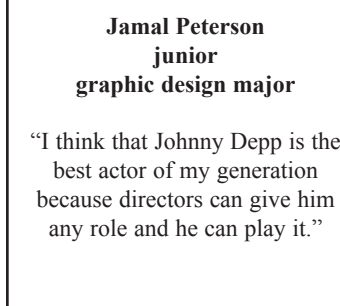 Jamal Peterson
junior
graphic design major
“I think that Johnny Depp is the
best actor of my generation
because directors can give him
any role and he can play it.”